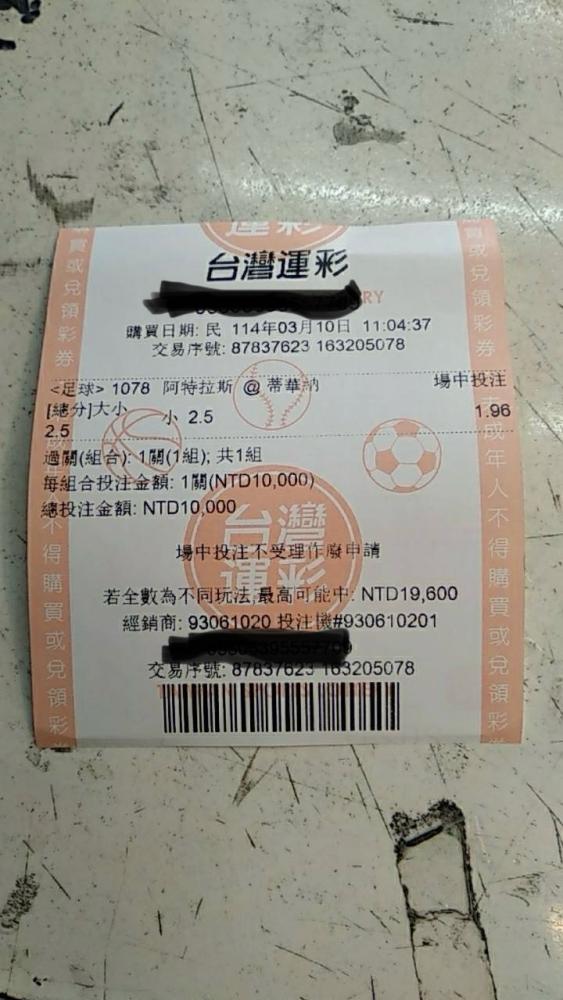 運彩
台灣運彩
RY
購買日期: 民 114年03月10日 11:04:37
交易序號: 87837623 163205078
<足球> 1078 阿特拉斯 @ 蒂華納 場中投注
[總分]大小 小 2.5 1.96
2.5
過關(組合): 1關(1組); 共1組
每組合投注金額: 1關(NTD10,000)
總投注金額: NTD10,000
台灣
運彩
場中投注不受理作廢申請
若全數為不同玩法,最高可能中: NTD19,600
經銷商: 93061020 投注機#930610201
交易序號: 87837623 163205078
買或兌領彩券
成年人不得購買或兌領彩
買或兌領彩券
未成年人不得購買或兌領彩券